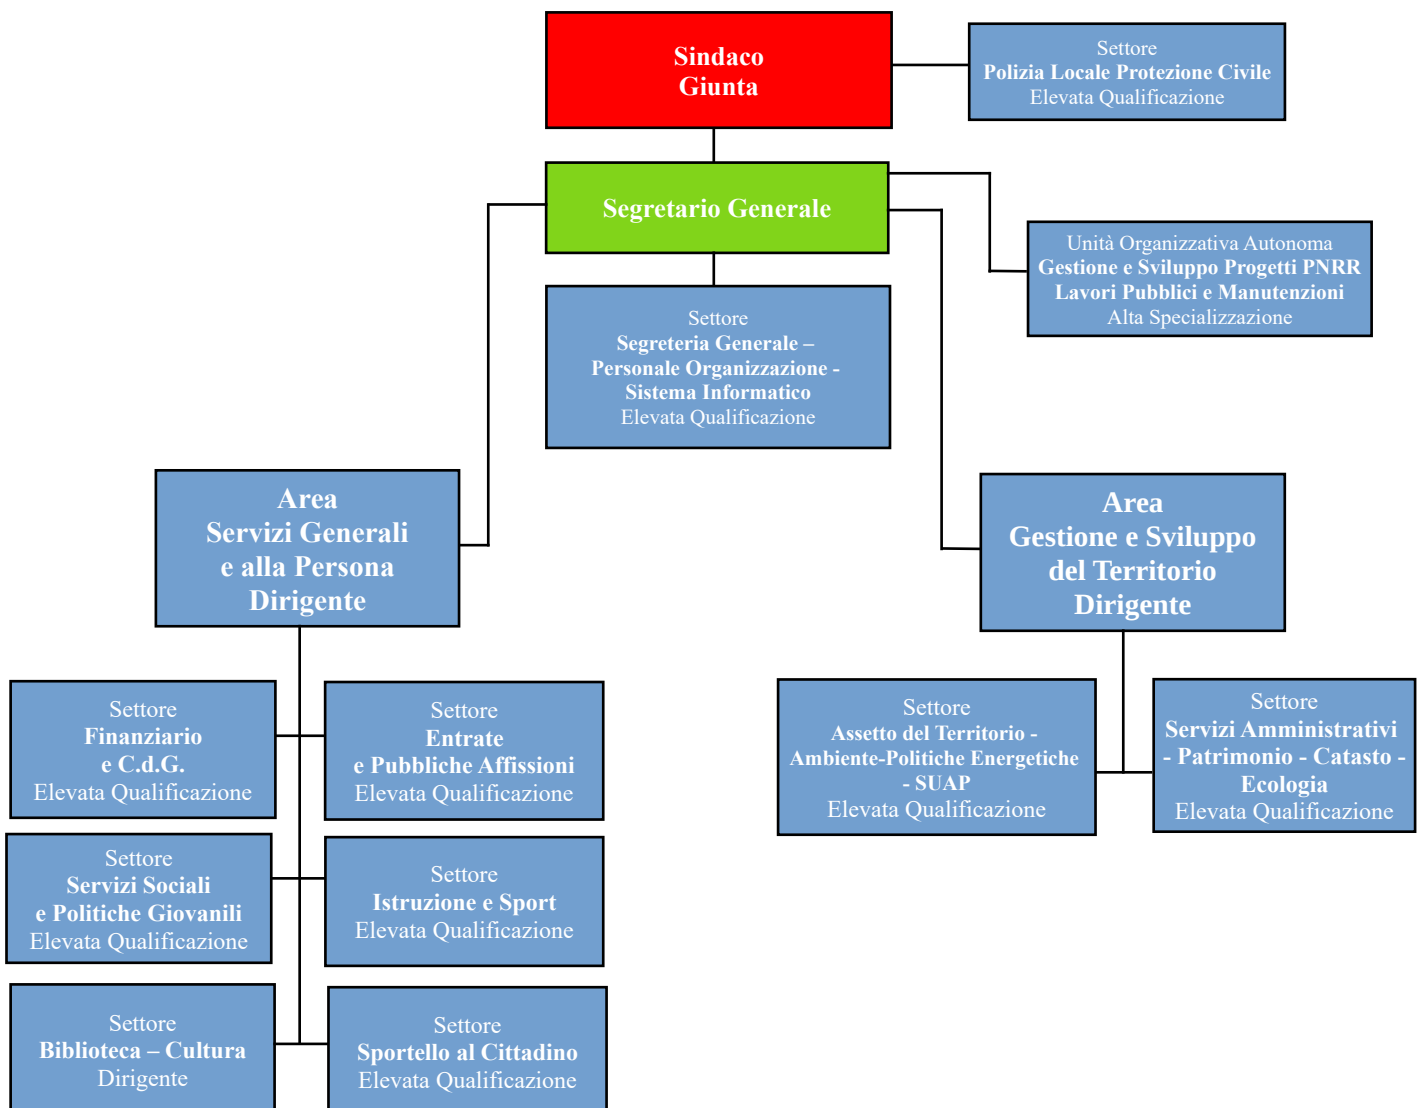 Sindaco
Giunta
Settore
Polizia Locale Protezione Civile
Elevata Qualificazione
Segretario Generale
Unità Organizzativa Autonoma
Gestione e Sviluppo Progetti PNRR
Lavori Pubblici e Manutenzioni
Alta Specializzazione
Settore
Segreteria Generale –
Personale Organizzazione -
Sistema Informatico
Elevata Qualificazione
Area
Servizi Generali
e alla Persona
Dirigente
Area
Gestione e Sviluppo
del Territorio
Dirigente
Settore
Finanziario
e C.d.G.
Elevata Qualificazione
Settore
Entrate
e Pubbliche Affissioni
Elevata Qualificazione
Settore
Assetto del Territorio -
Ambiente-Politiche Energetiche
- SUAP
Elevata Qualificazione
Settore
Servizi Amministrativi
- Patrimonio - Catasto -
Ecologia
Elevata Qualificazione
Settore
Servizi Sociali
e Politiche Giovanili
Elevata Qualificazione
Settore
Istruzione e Sport
Elevata Qualificazione
Settore
Biblioteca – Cultura
Dirigente
Settore
Sportello al Cittadino
Elevata Qualificazione